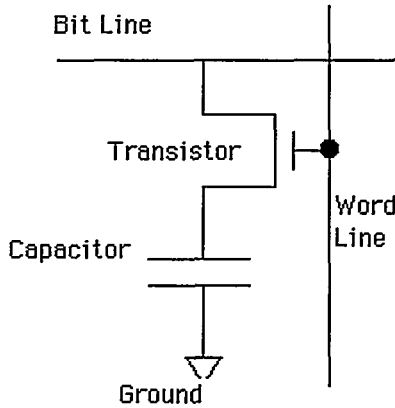 Bit Line
Transistor
Word
Line
Capacitor
Ground